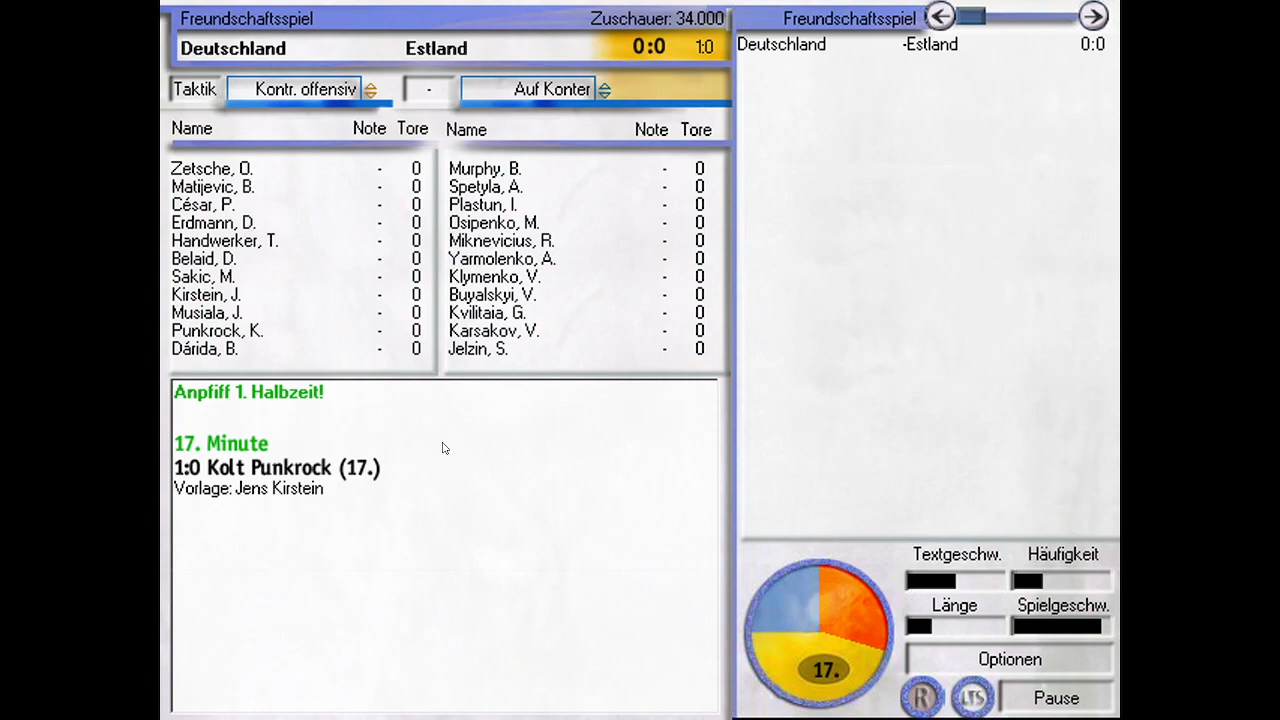 Freundschaftsspiel Zuschauer: 34.000
Deutschland Estland 0:0 1:0
Taktik Kontr. offensiv - Auf Konter
Name Note Tore Name Note Tore
Zetsche, O. - 0 Murphy, B. - 0
Matijevic, B. - 0 Spetyla, A. - 0
César, P. - 0 Plastun, I. - 0
Erdmann, D. - 0 Osipenko, M. - 0
Handwerker, T. - 0 Miknevicius, R. - 0
Belaid, D. - 0 Yarmolenko, A. - 0
Sakic, M. - 0 Klymenko, V. - 0
Kirstein, J. - 0 Buyalskyi, V. - 0
Musiala, J. - 0 Kvilitaia, G. - 0
Punkrock, K. - 0 Karsakov, V. - 0
Dárida, B. - 0 Jelzin, S. - 0
Anpfiff 1. Halbzeit!
17. Minute
1:0 Kolt Punkrock (17.)
Vorlage: Jens Kirstein
Freundschaftsspiel
Deutschland -Estland 0:0
Textgeschw. Häufigkeit
Länge Spielgeschw.
17.
Optionen
R LTS Pause